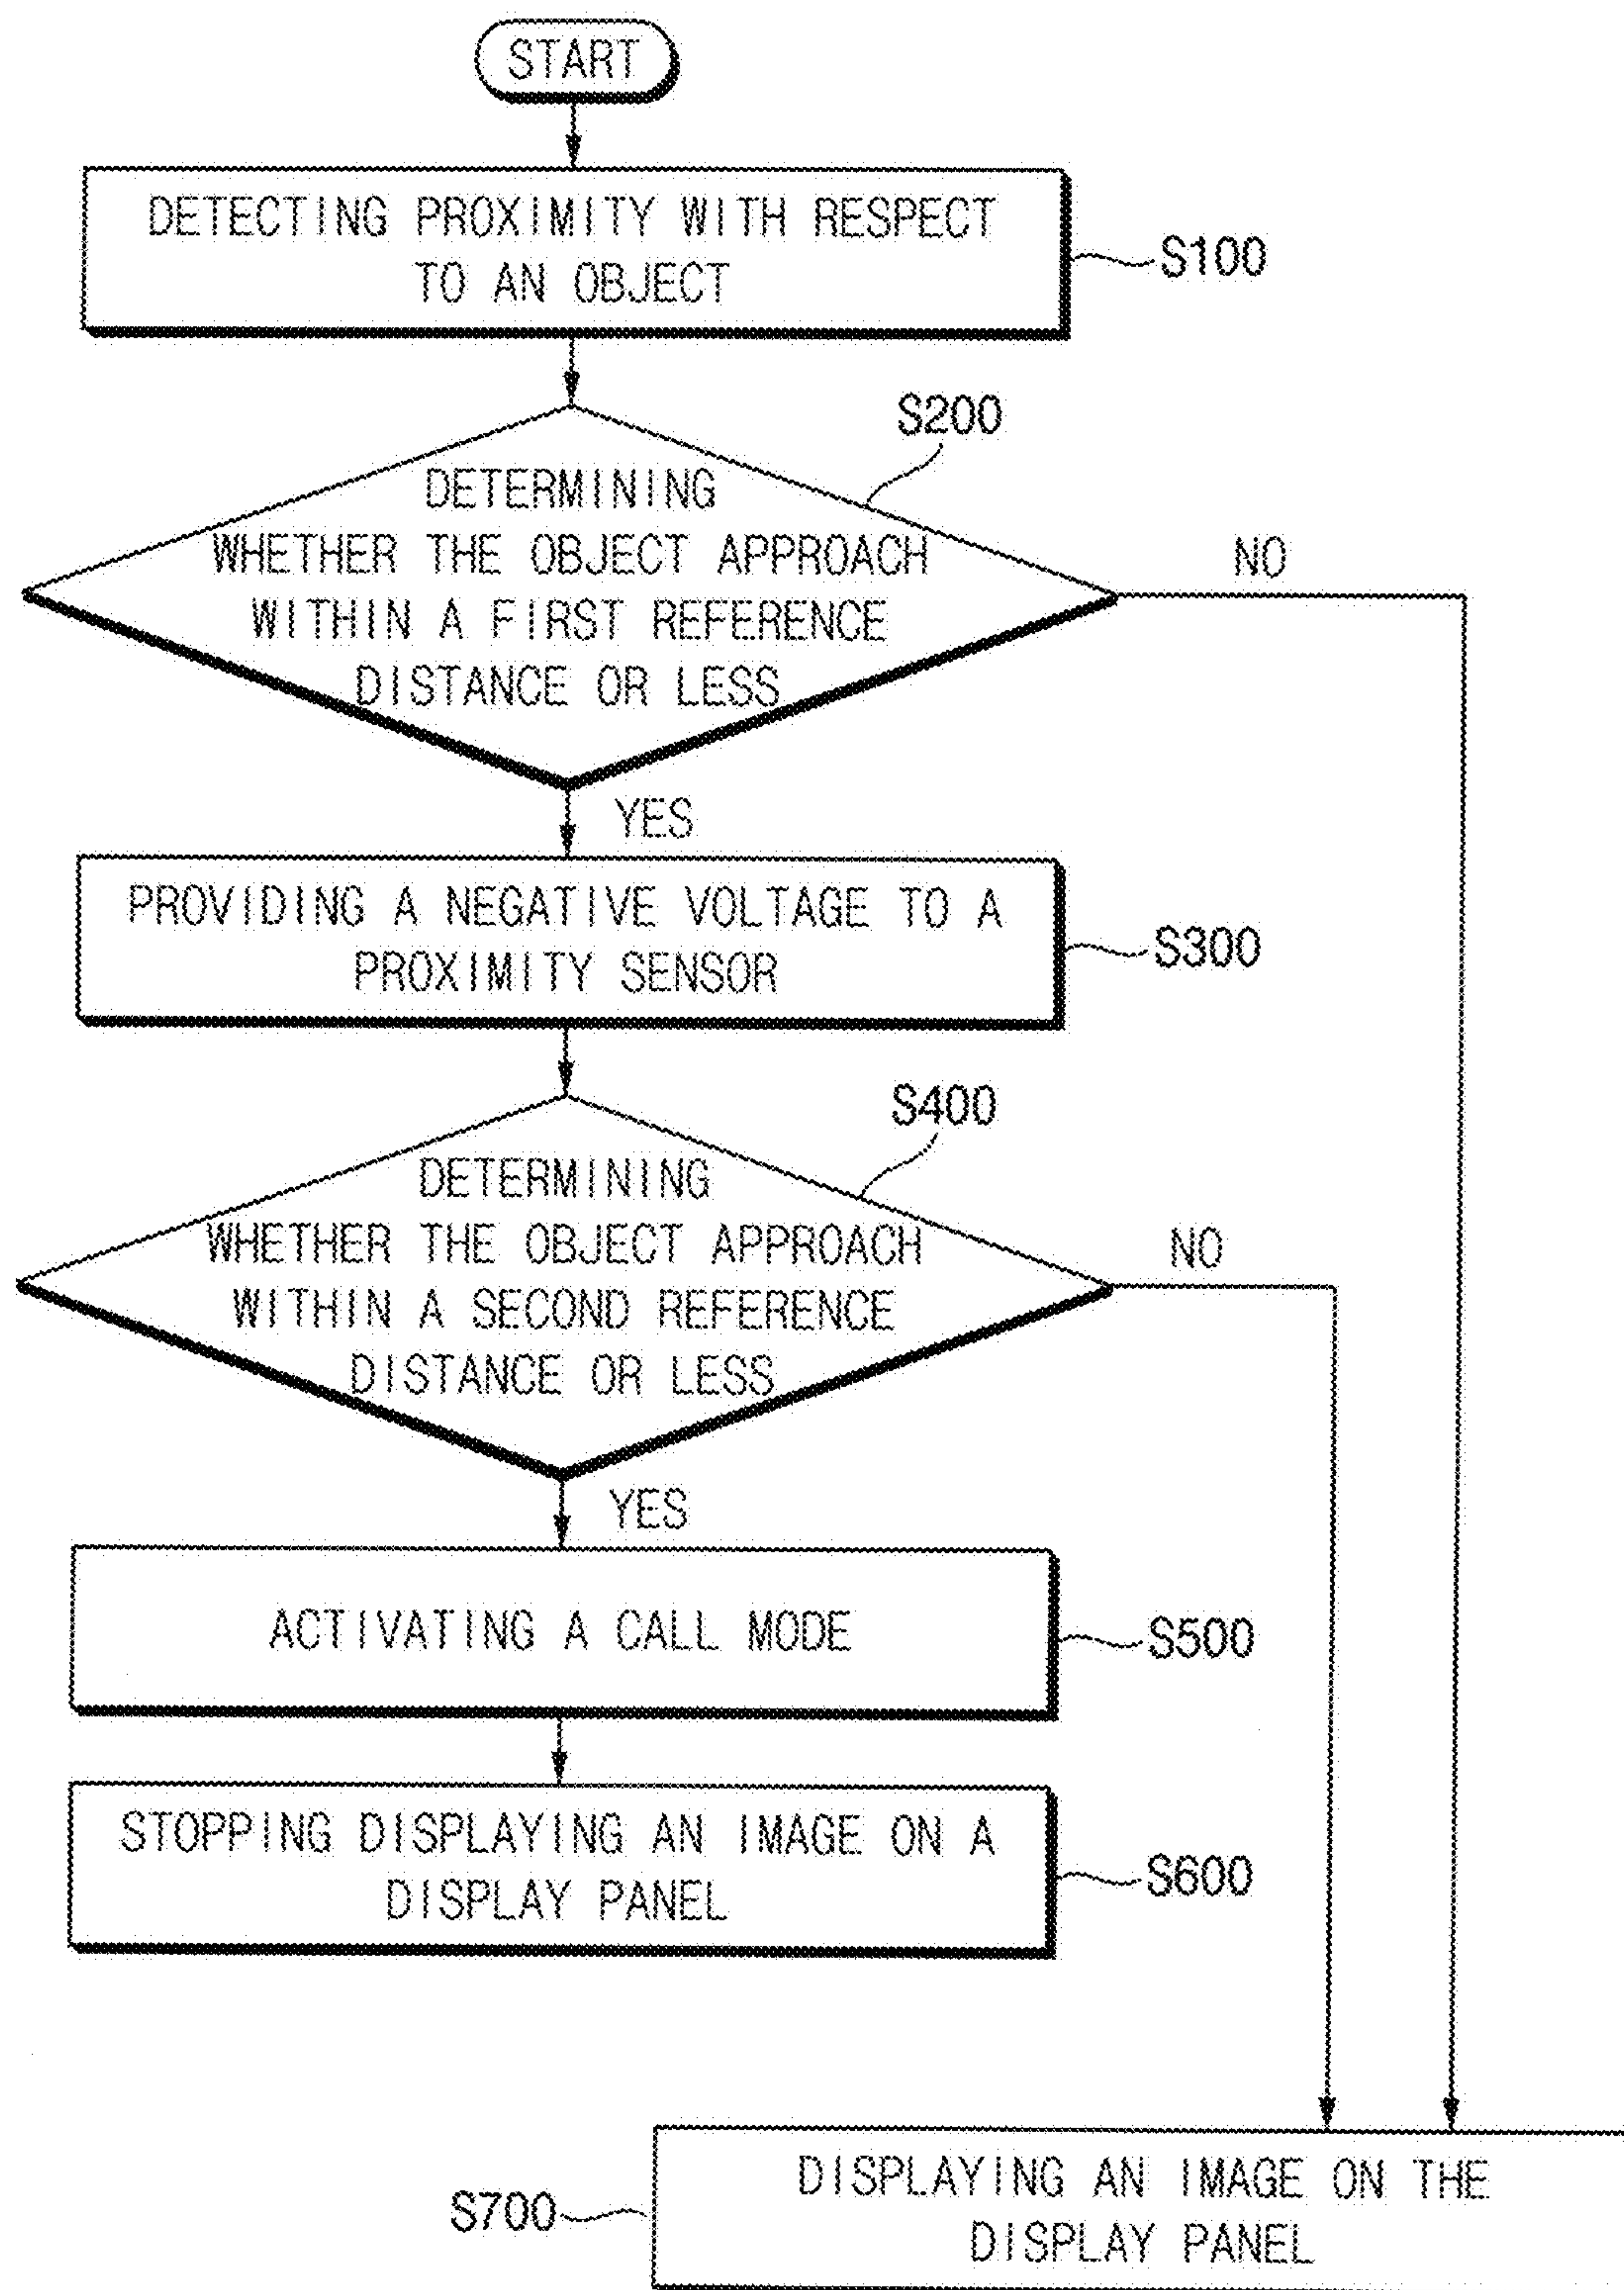 START
DETECTING PROXIMITY WITH RESPECT
TO AN OBJECT
S100
S200
DETERMINING
WHETHER THE OBJECT APPROACH
WITHIN A FIRST REFERENCE
DISTANCE OR LESS
NO
YES
PROVIDING A NEGATIVE VOLTAGE TO A
PROXIMITY SENSOR
S300
S400
DETERMINING
WHETHER THE OBJECT APPROACH
WITHIN A SECOND REFERENCE
DISTANCE OR LESS
NO
YES
ACTIVATING A CALL MODE
S500
STOPPING DISPLAYING AN IMAGE ON A
DISPLAY PANEL
S600
DISPLAYING AN IMAGE ON THE
DISPLAY PANEL
S700